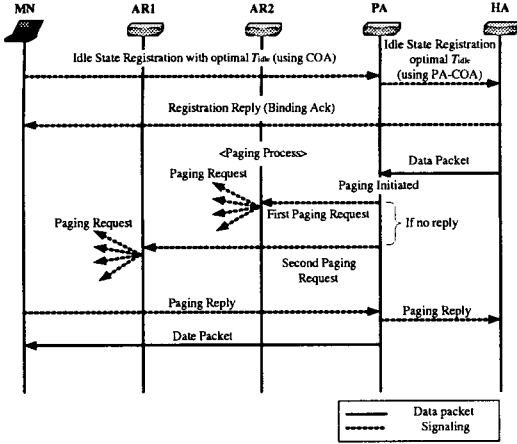 MN
AR1
AR2
PA
HA
Idle State Registration with optimal Tidle (using COA)
Idle State Registration
optimal Tidle
(using PA-COA)
Registration Reply (Binding Ack)
<Paging Process>
Data Packet
Paging Request
Paging Initiated
First Paging Request
If no reply
Paging Request
Second Paging
Request
Paging Reply
Paging Reply
Date Packet
Data packet
Signaling